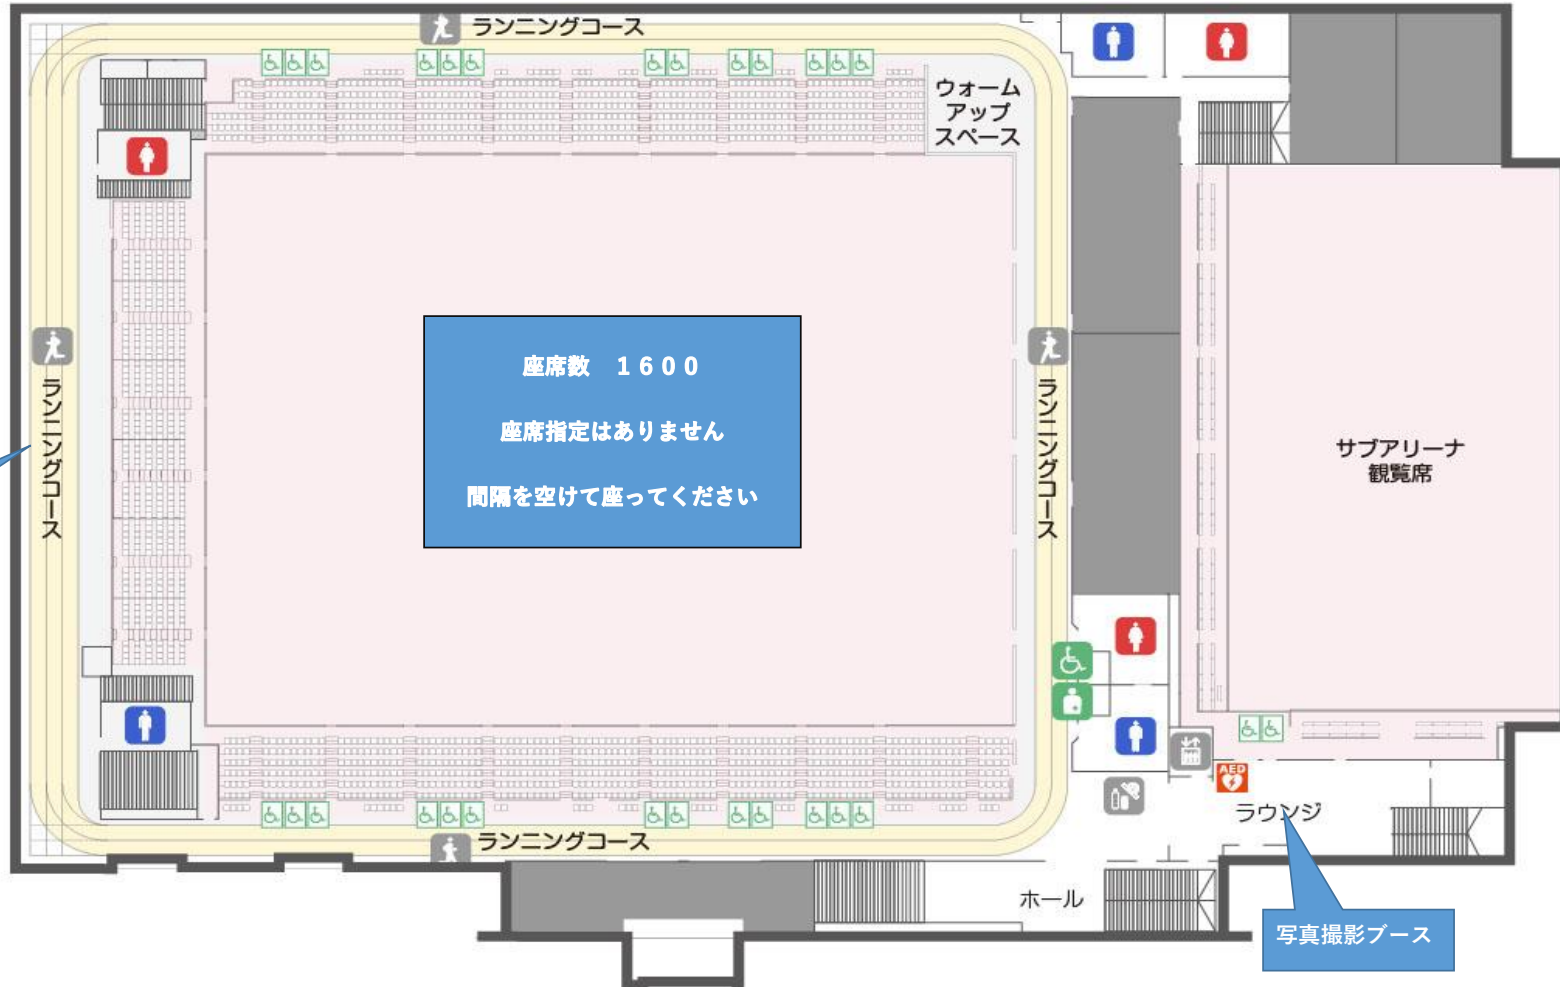 ランニングコース
ウォーム
アップ
スペース
座席数　１６００
座席指定はありません
間隔を空けて座ってください
ランニングコース
ランニングコース
サブアリーナ
観覧席
AED
ラウンジ
ランニングコース
ホール
写真撮影ブース